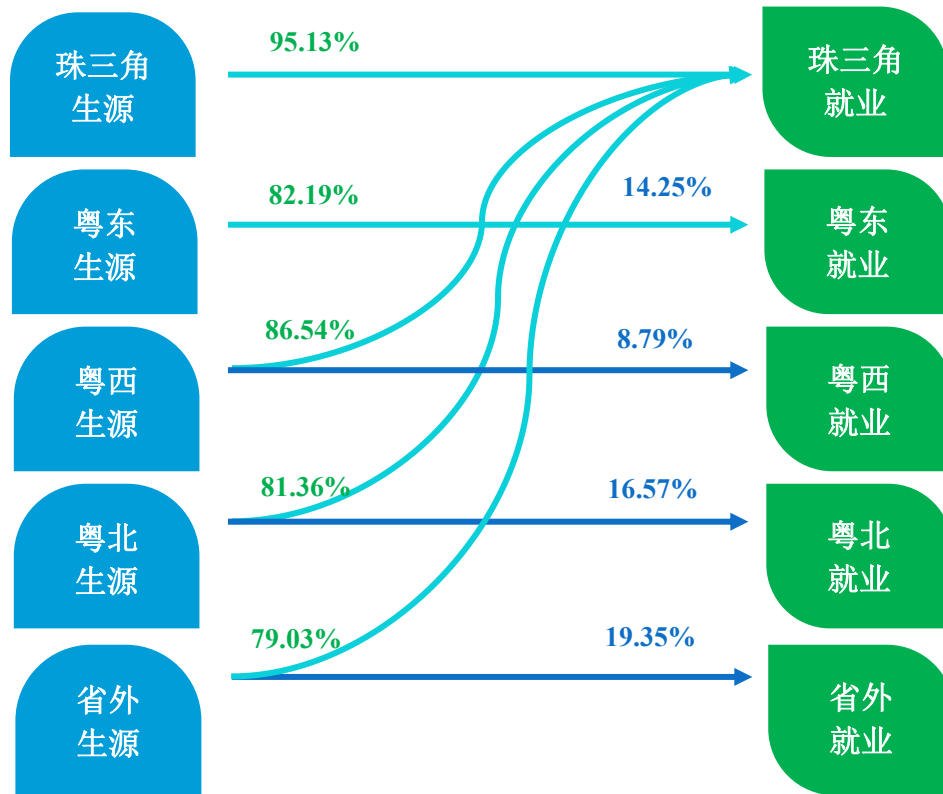 珠三角
生源
95.13%
珠三角
就业
粤东
生源
82.19%
14.25%
粤东
就业
粤西
生源
86.54%
8.79%
粤西
就业
粤北
生源
81.36%
16.57%
粤北
就业
省外
生源
79.03%
19.35%
省外
就业